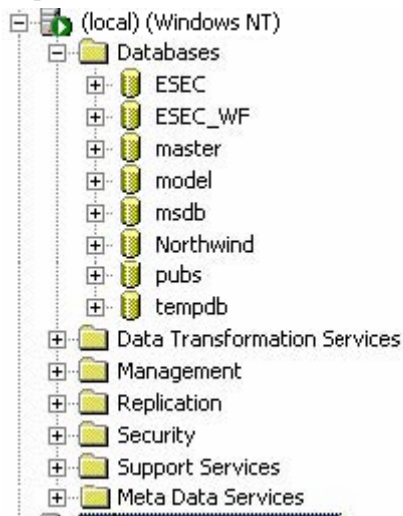 (local) (Windows NT)
Databases
ESEC
ESEC_WF
master
model
msdb
Northwind
pubs
tempdb
Data Transformation Services
Management
Replication
Security
Support Services
Meta Data Services